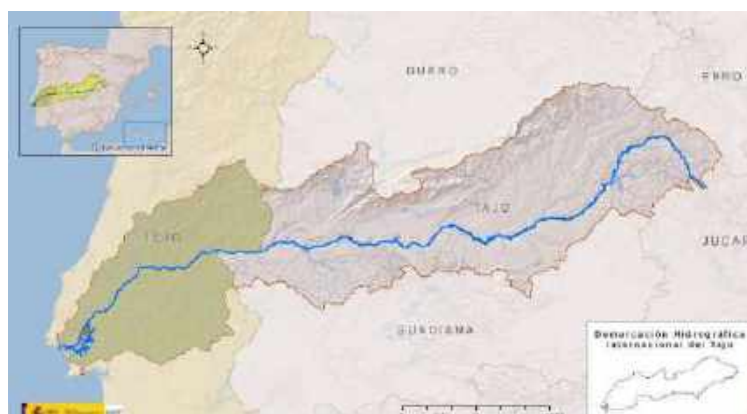 DUERO
EBRO
TAJO
TEJO
JUCAR
GUADIANA
Demarcación Hidrográfica
Internacional del Tajo